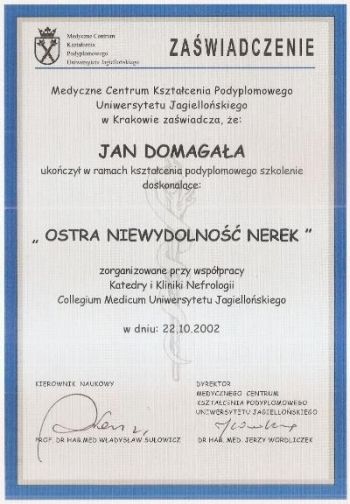 Medyczne Centrum
Kształcenia
Podyplomowego
Uniwersytetu Jagiellońskiego
ZAŚWIADCZENIE
Medyczne Centrum Kształcenia Podyplomowego
Uniwersytetu Jagiellońskiego
w Krakowie zaświadcza, że:
JAN DOMAGAŁA
ukończył w ramach kształcenia podyplomowego szkolenie
doskonalące:
„ OSTRA NIEWYDOLNOŚĆ NEREK ”
zorganizowane przy współpracy
Katedry i Kliniki Nefrologii
Collegium Medicum Uniwersytetu Jagiellońskiego
w dniu: 22.10.2002
KIEROWNIK NAUKOWY
PROF. DR HAB. MED. WŁADYSŁAW SUŁOWICZ
DYREKTOR
MEDYCZNEGO CENTRUM
KSZTAŁCENIA PODYPLOMOWEGO
UNIWERSYTETU JAGIELLOŃSKIEGO
DR HAB. MED. JERZY WORDLICZEK